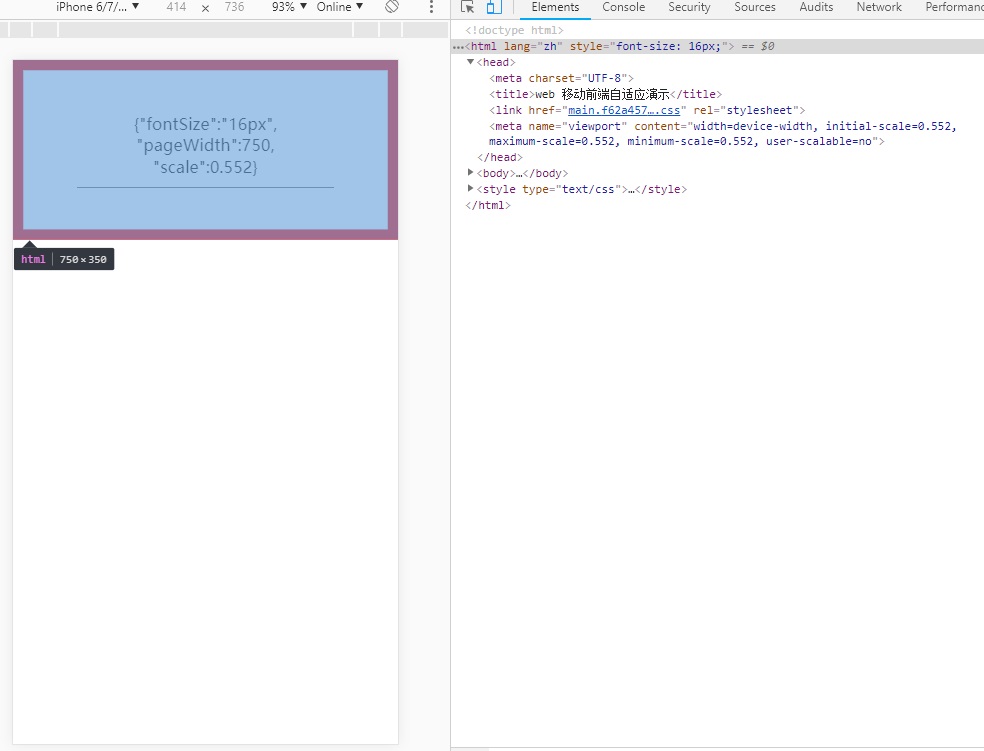 iPhone 6/7/... ▼ 414 × 736 93% ▼ Online ▼
Elements Console Security Sources Audits Network
{"fontSize":"16px",
"pageWidth":750,
"scale":0.552}
html 750×350
<!doctype html>
…<html lang="zh" style="font-size: 16px;"> == $0
▼<head>
<meta charset="UTF-8">
<title>web 移动前端自适应演示</title>
<link href="main.f62a457….css" rel="stylesheet">
<meta name="viewport" content="width=device-width, initial-scale=0.552,
maximum-scale=0.552, minimum-scale=0.552, user-scalable=no">
</head>
▶<body>…</body>
▶<style type="text/css">…</style>
</html>